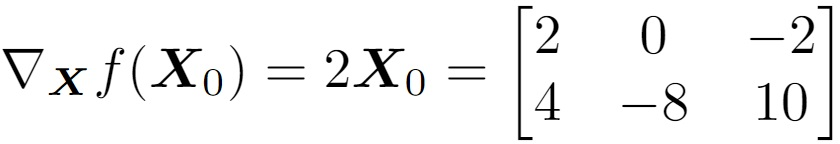 ∇_X f(X_0) = 2X_0 = [2 0 −2
4 −8 10]